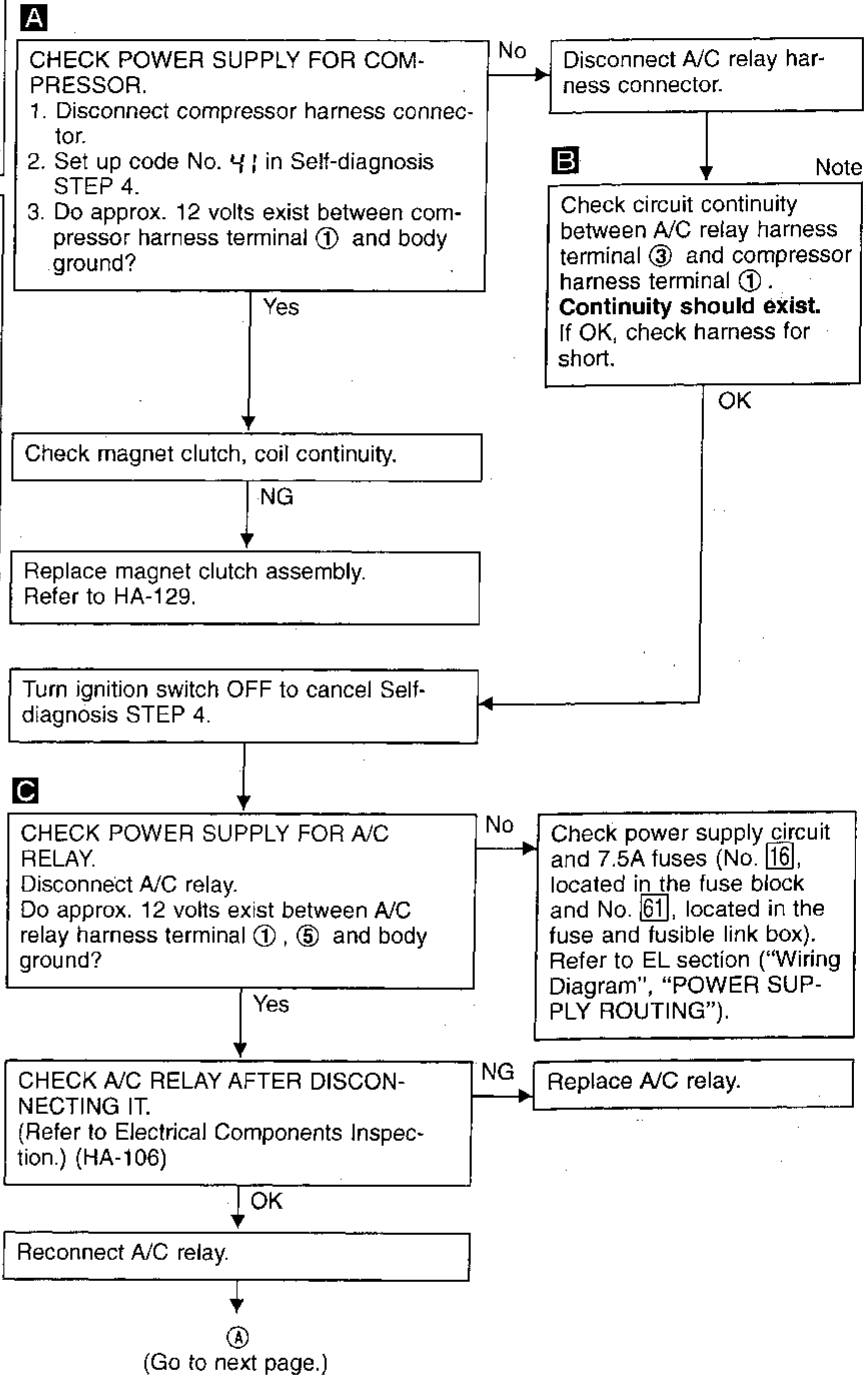 A
CHECK POWER SUPPLY FOR COM-
PRESSOR.
1. Disconnect compressor harness connec-
tor.
2. Set up code No. 41 in Self-diagnosis
STEP 4.
3. Do approx. 12 volts exist between com-
pressor harness terminal ① and body
ground?
No
Disconnect A/C relay har-
ness connector.
B
Note
Check circuit continuity
between A/C relay harness
terminal ③ and compressor
harness terminal ①.
Continuity should exist.
If OK, check harness for
short.
Yes
OK
Check magnet clutch, coil continuity.
NG
Replace magnet clutch assembly.
Refer to HA-129.
Turn ignition switch OFF to cancel Self-
diagnosis STEP 4.
C
CHECK POWER SUPPLY FOR A/C
RELAY.
Disconnect A/C relay.
Do approx. 12 volts exist between A/C
relay harness terminal ①, ⑤ and body
ground?
No
Check power supply circuit
and 7.5A fuses (No. 16,
located in the fuse block
and No. 61, located in the
fuse and fusible link box).
Refer to EL section ("Wiring
Diagram", "POWER SUP-
PLY ROUTING").
Yes
CHECK A/C RELAY AFTER DISCON-
NECTING IT.
(Refer to Electrical Components Inspec-
tion.) (HA-106)
NG
Replace A/C relay.
OK
Reconnect A/C relay.
Ⓐ
(Go to next page.)